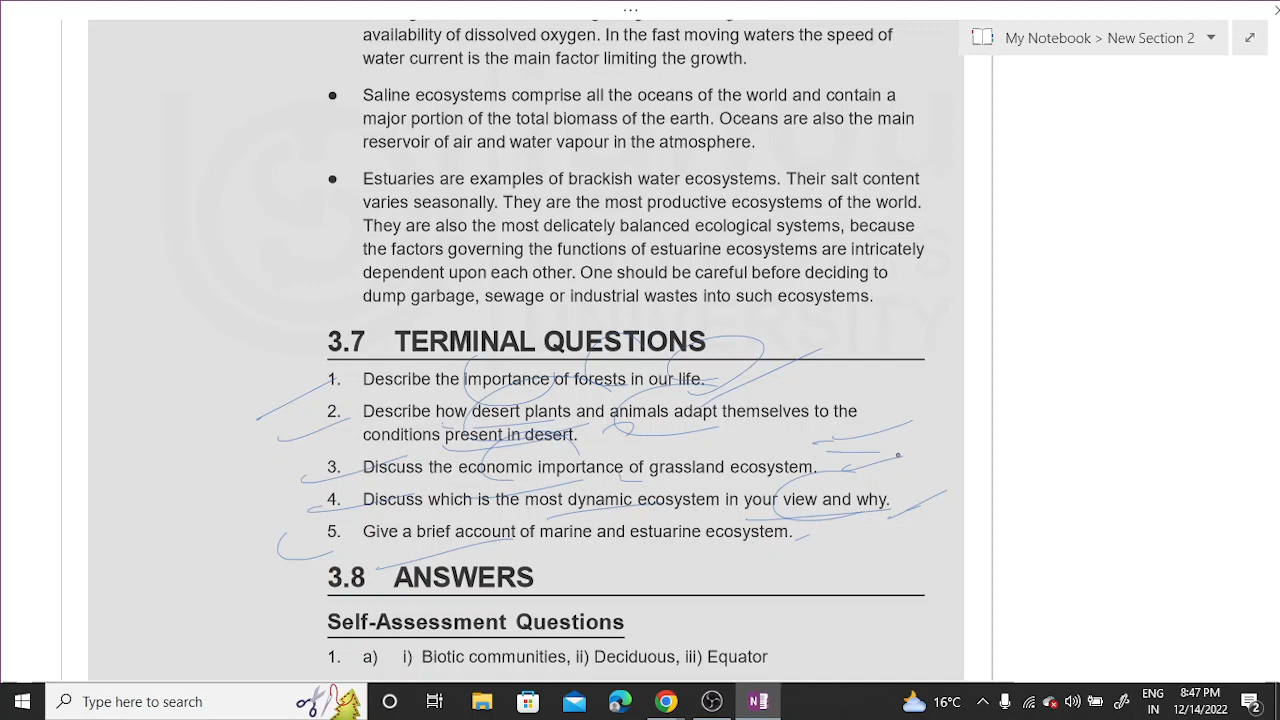 ...
My Notebook > New Section 2
availability of dissolved oxygen. In the fast moving waters the speed of
water current is the main factor limiting the growth.
● Saline ecosystems comprise all the oceans of the world and contain a
major portion of the total biomass of the earth. Oceans are also the main
reservoir of air and water vapour in the atmosphere.
● Estuaries are examples of brackish water ecosystems. Their salt content
varies seasonally. They are the most productive ecosystems of the world.
They are also the most delicately balanced ecological systems, because
the factors governing the functions of estuarine ecosystems are intricately
dependent upon each other. One should be careful before deciding to
dump garbage, sewage or industrial wastes into such ecosystems.
3.7 TERMINAL QUESTIONS
1. Describe the Importance of forests in our life.
2. Describe how desert plants and animals adapt themselves to the
conditions present in desert.
3. Discuss the economic importance of grassland ecosystem.
4. Discuss which is the most dynamic ecosystem in your view and why.
5. Give a brief account of marine and estuarine ecosystem.
3.8 ANSWERS
Self-Assessment Questions
1. a) i) Biotic communities, ii) Deciduous, iii) Equator
Type here to search
16°C
ENG
IN
8:47 PM
12/14/2022
2